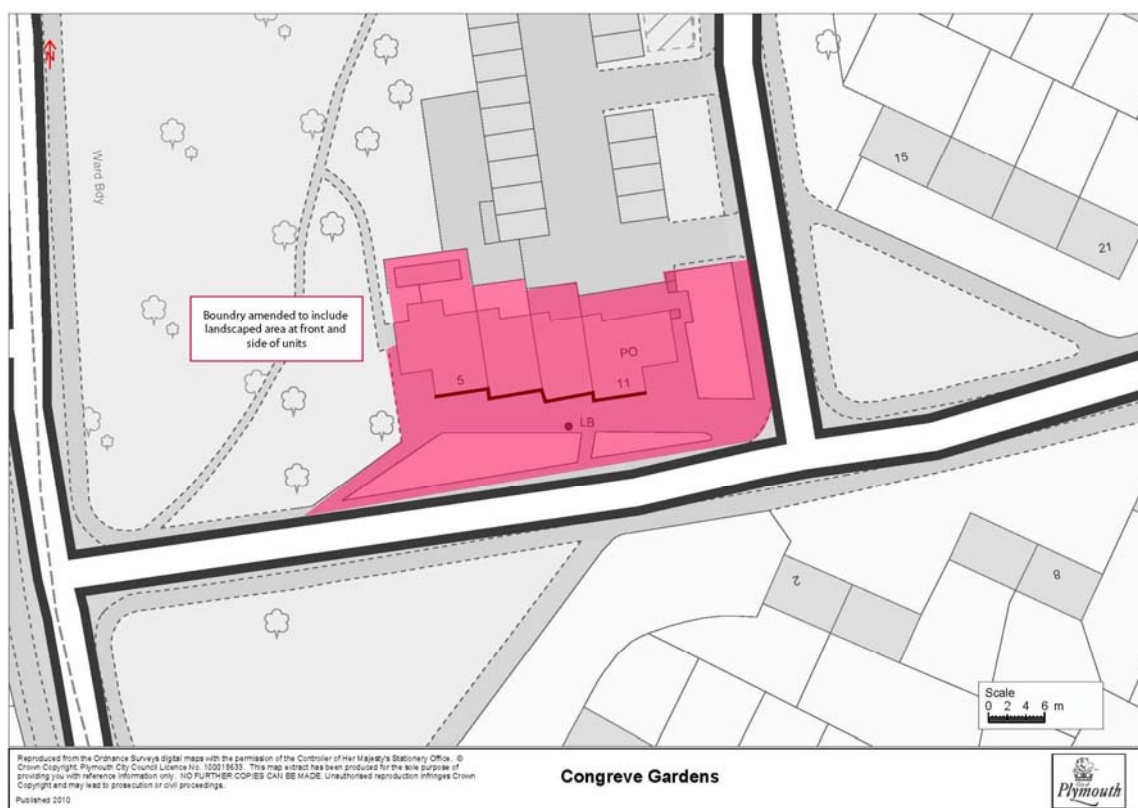 N
Ward Bdy
15
21
Boundry amended to include
landscaped area at front and
side of units
PO
5
11
LB
2
8
Scale
0 2 4 6 m
Reproduced from the Ordnance Surveys digital maps with the permission of the Controller of Her Majesty's Stationery Office. ©
Crown Copyright. Plymouth City Council Licence No. 100018633. This map extract has been produced for the sole purpose of
providing you with reference information only. NO FURTHER COPIES CAN BE MADE. Unauthorised reproduction infringes Crown
Copyright and may lead to prosecution or civil proceedings.
Published 2010
Congreve Gardens
City of
Plymouth